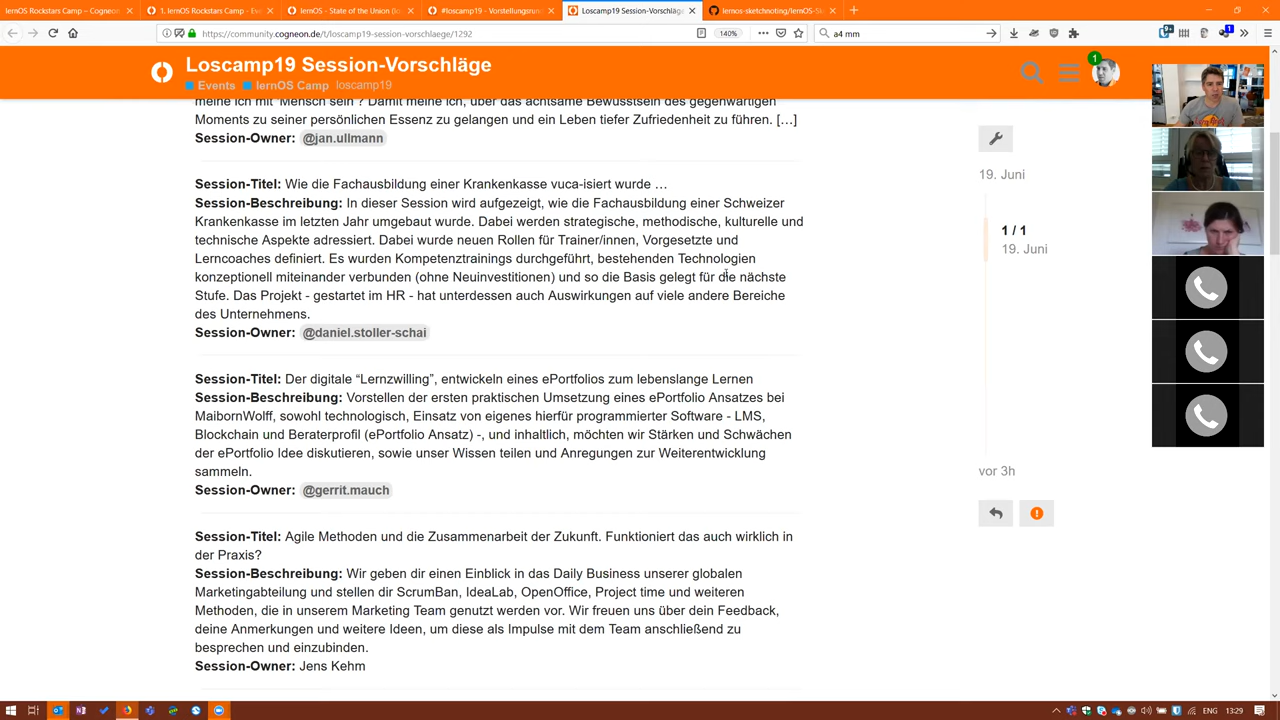 lernOS Rockstars Camp – Cogneon
1. lernOS Rockstars Camp - Eve
lernOS - State of the Union (lo
#loscamp19 - Vorstellungsrun
Loscamp19 Session-Vorschläge
lernos-sketchnoting/lernOS-Sk
https://community.cogneon.de/t/loscamp19-session-vorschlaege/1292
140%
a4 mm
Loscamp19 Session-Vorschläge
Events lernOS Camp loscamp19
1
meine ich mit "Mensch sein"? Damit meine ich, über das achtsame Bewusstsein des gegenwärtigen
Moments zu seiner persönlichen Essenz zu gelangen und ein Leben tiefer Zufriedenheit zu führen. […]
Session-Owner: @jan.ullmann
Session-Titel: Wie die Fachausbildung einer Krankenkasse vuca-isiert wurde …
Session-Beschreibung: In dieser Session wird aufgezeigt, wie die Fachausbildung einer Schweizer
Krankenkasse im letzten Jahr umgebaut wurde. Dabei werden strategische, methodische, kulturelle und
technische Aspekte adressiert. Dabei wurde neuen Rollen für Trainer/innen, Vorgesetzte und
Lerncoaches definiert. Es wurden Kompetenztrainings durchgeführt, bestehenden Technologien
konzeptionell miteinander verbunden (ohne Neuinvestitionen) und so die Basis gelegt für die nächste
Stufe. Das Projekt - gestartet im HR - hat unterdessen auch Auswirkungen auf viele andere Bereiche
des Unternehmens.
Session-Owner: @daniel.stoller-schai
Session-Titel: Der digitale “Lernzwilling”, entwickeln eines ePortfolios zum lebenslange Lernen
Session-Beschreibung: Vorstellen der ersten praktischen Umsetzung eines ePortfolio Ansatzes bei
MaibornWolff, sowohl technologisch, Einsatz von eigenes hierfür programmierter Software - LMS,
Blockchain und Beraterprofil (ePortfolio Ansatz) -, und inhaltlich, möchten wir Stärken und Schwächen
der ePortfolio Idee diskutieren, sowie unser Wissen teilen und Anregungen zur Weiterentwicklung
sammeln.
Session-Owner: @gerrit.mauch
Session-Titel: Agile Methoden und die Zusammenarbeit der Zukunft. Funktioniert das auch wirklich in
der Praxis?
Session-Beschreibung: Wir geben dir einen Einblick in das Daily Business unserer globalen
Marketingabteilung und stellen dir ScrumBan, IdeaLab, OpenOffice, Project time und weiteren
Methoden, die in unserem Marketing Team genutzt werden vor. Wir freuen uns über dein Feedback,
deine Anmerkungen und weitere Ideen, um diese als Impulse mit dem Team anschließend zu
besprechen und einzubinden.
Session-Owner: Jens Kehm
19. Juni
1 / 1
19. Juni
vor 3h
ENG
13:29